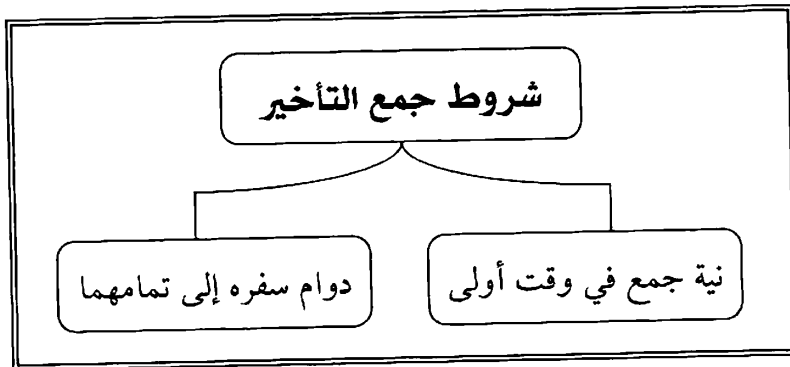 شروط جمع التأخير
نية جمع في وقت أولى
دوام سفره إلى تمامهما